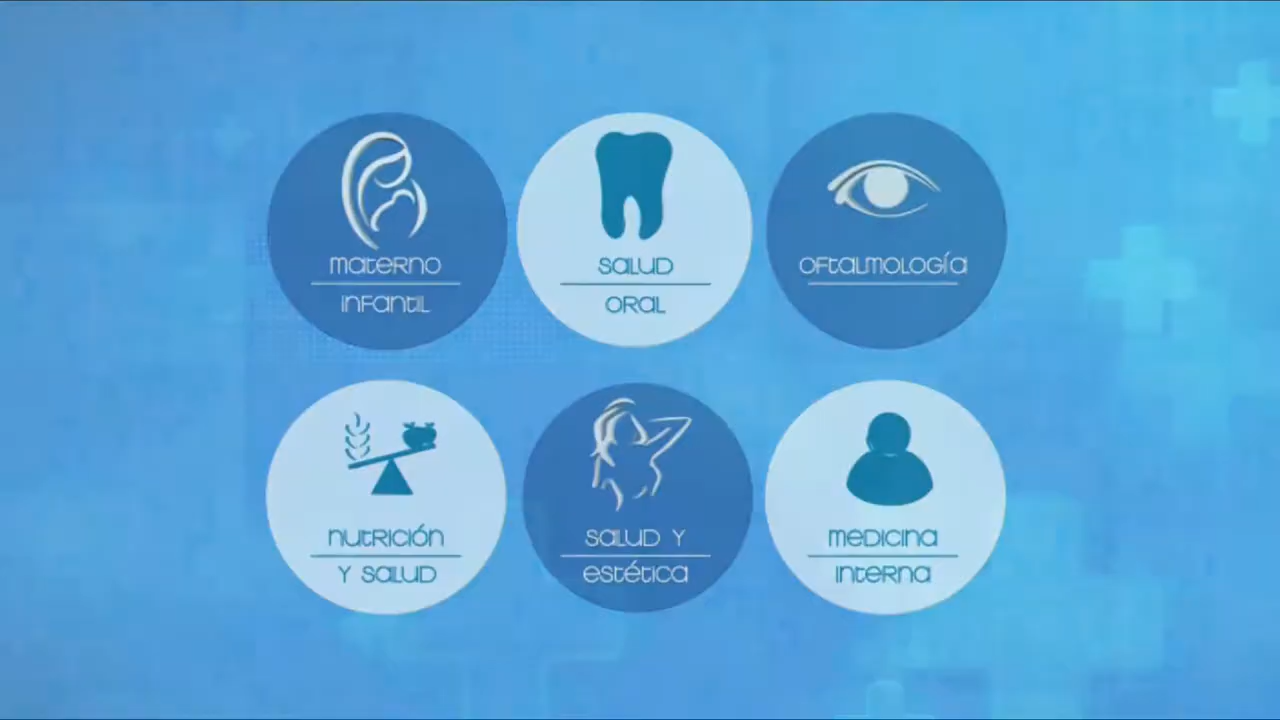 materno
infantil
salud
oral
oftalmología
nutrición
y salud
salud y
estética
medicina
interna